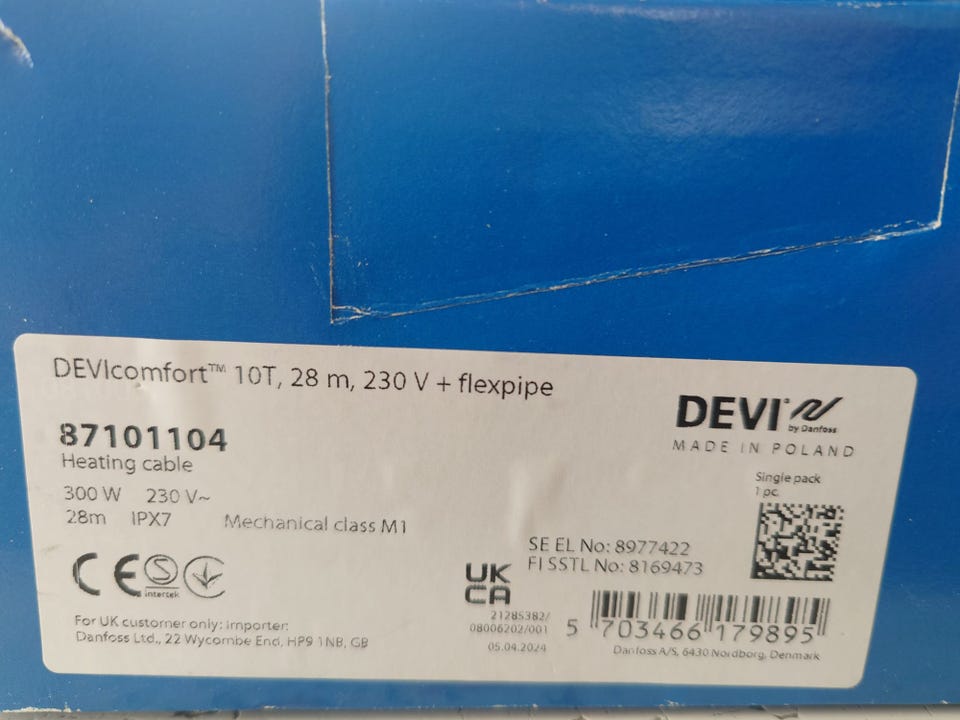 DEVIcomfort™ 10T, 28 m, 230 V + flexpipe
87101104
Heating cable
300 W 230 V~
28m IPX7 Mechanical class M1
CE
S
intertek
DEVI
by Danfoss
MADE IN POLAND
Single pack
1 pc.
SE EL No: 8977422
FI SSTL No: 8169473
UK
CA
21285382/
08006202/001
05.04.2024
5 703466 179895
Danfoss A/S, 6430 Nordborg, Denmark
For UK customer only: importer:
Danfoss Ltd., 22 Wycombe End, HP9 1NB, GB